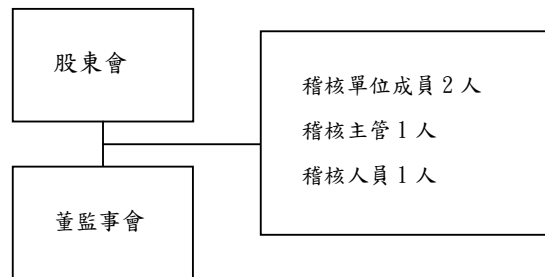 股東會
稽核單位成員 2 人
稽核主管 1 人
稽核人員 1 人
董監事會